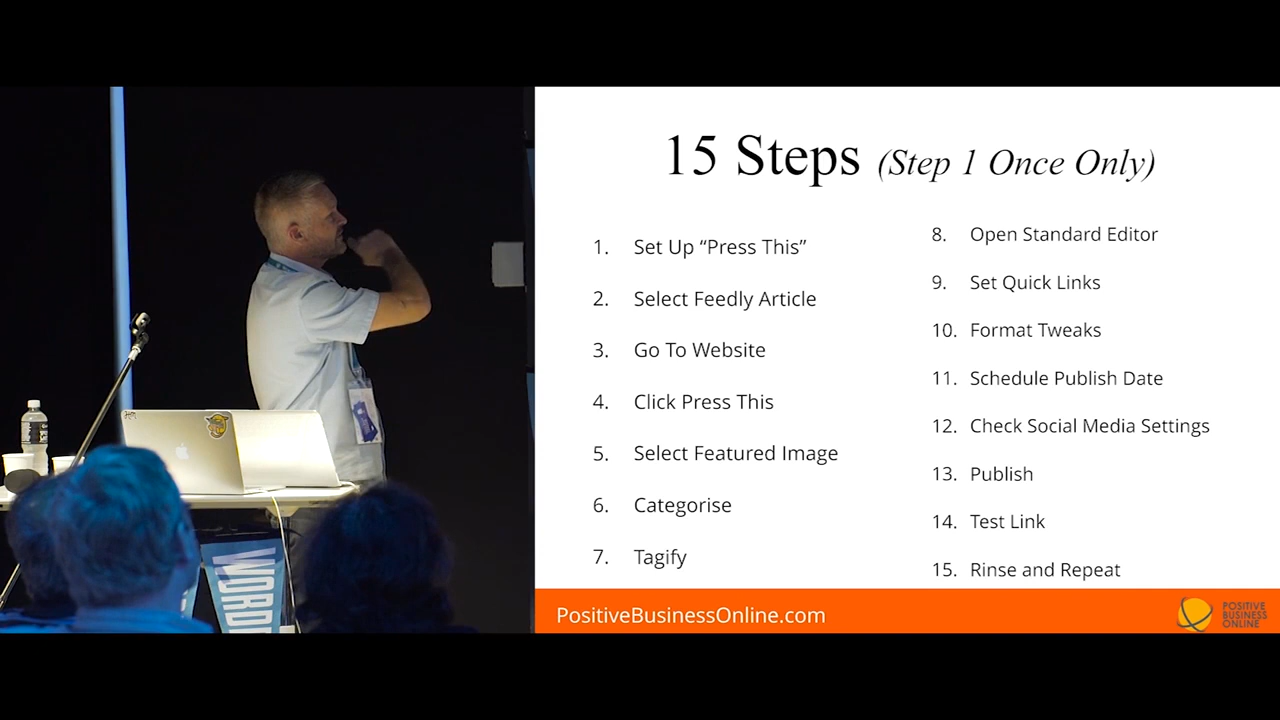 15 Steps (Step 1 Once Only)
1. Set Up “Press This”
2. Select Feedly Article
3. Go To Website
4. Click Press This
5. Select Featured Image
6. Categorise
7. Tagify
8. Open Standard Editor
9. Set Quick Links
10. Format Tweaks
11. Schedule Publish Date
12. Check Social Media Settings
13. Publish
14. Test Link
15. Rinse and Repeat
PositiveBusinessOnline.com
POSITIVE
BUSINESS
ONLINE
WORD